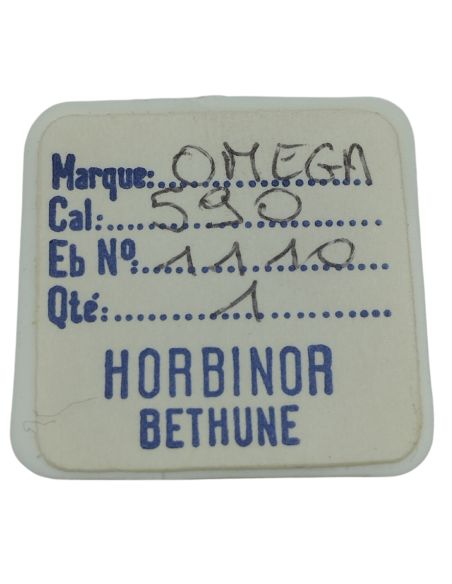 Marque: OMEGA
Cal: 590
Eb Nº: 1110
Qté: 1
HORBINOR
BETHUNE